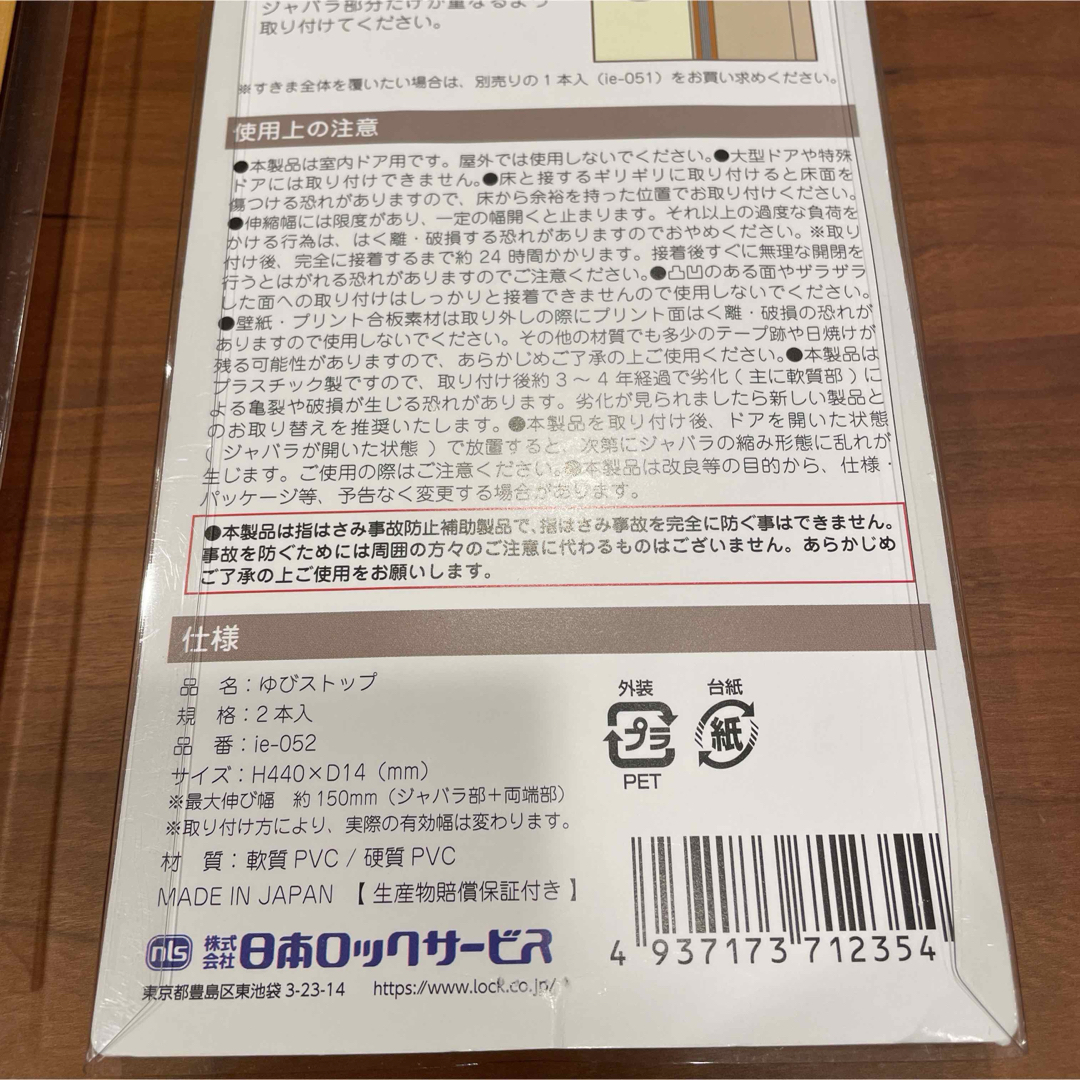 ジャバラ部分だけが重なるよう
取り付けてください。
※すきま全体を覆いたい場合は、別売りの1本入（ie-051）をお買い求めください。
使用上の注意
●本製品は室内ドア用です。屋外では使用しないでください。●大型ドアや特殊
ドアには取り付けできません。●床と接するギリギリに取り付けると床面を
傷つける恐れがありますので、床から余裕を持った位置でお取り付けください。
●伸縮幅には限度があり、一定の幅開くと止まります。それ以上の過度な負荷を
かける行為は、はく離・破損する恐れがありますのでおやめください。※取り
付け後、完全に接着するまで約24時間かかります。接着後すぐに無理な開閉を
行うとはがれる恐れがありますのでご注意ください。●凸凹のある面やザラザラ
した面への取り付けはしっかりと接着できませんので使用しないでください。
●壁紙・プリント合板素材は取り外しの際にプリント面はく離・破損の恐れが
ありますので使用しないでください。その他の材質でも多少のテープ跡や日焼けが
残る可能性がありますので、あらかじめご了承の上ご使用ください。●本製品は
プラスチック製ですので、取り付け後約3～4年経過で劣化（主に軟質部）に
よる亀裂や破損が生じる恐れがあります。劣化が見られましたら新しい製品と
のお取り替えを推奨いたします。●本製品を取り付け後、ドアを開いた状態
（ジャバラが開いた状態）で放置すると、次第にジャバラの縮み形態に乱れが
生じます。ご使用の際はご注意ください。●本製品は改良等の目的から、仕様・
パッケージ等、予告なく変更する場合があります。
●本製品は指はさみ事故防止補助製品で、指はさみ事故を完全に防ぐ事はできません。
事故を防ぐためには周囲の方々のご注意に代わるものはございません。あらかじめ
ご了承の上ご使用をお願いします。
仕様
品 名：ゆびストップ
規 格：2本入
品 番：ie-052
サイズ：H440×D14（mm）
※最大伸び幅 約150mm（ジャバラ部＋両端部）
※取り付け方により、実際の有効幅は変わります。
材 質：軟質PVC / 硬質PVC
MADE IN JAPAN 【生産物賠償保証付き】
nls 株式会社 日本ロックサービス
東京都豊島区東池袋 3-23-14 https://www.lock.co.jp/
外装
プラ
PET
台紙
紙
4 937173 712354